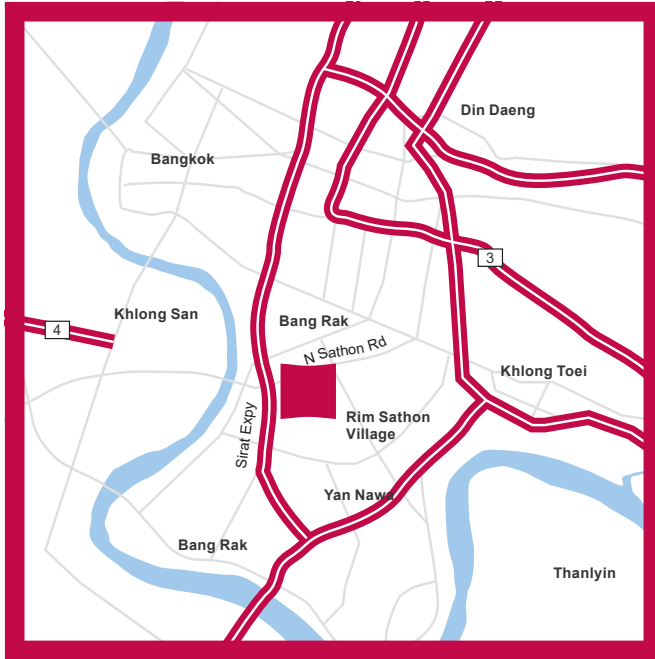 Din Daeng
Bangkok
3
Khlong San
Bang Rak
4
N Sathon Rd
Khlong Toei
Rim Sathon
Village
Sirat Expy
Yan Nawa
Bang Rak
Thanlyin